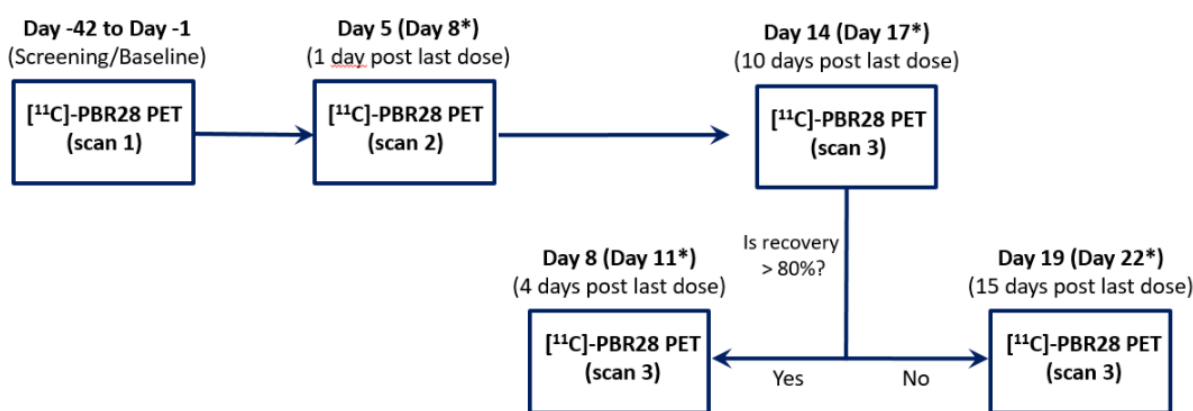 Day -42 to Day -1
(Screening/Baseline)
[¹¹C]-PBR28 PET
(scan 1)
Day 5 (Day 8*)
(1 day post last dose)
[¹¹C]-PBR28 PET
(scan 2)
Day 14 (Day 17*)
(10 days post last dose)
[¹¹C]-PBR28 PET
(scan 3)
Is recovery
> 80%?
Day 8 (Day 11*)
(4 days post last dose)
[¹¹C]-PBR28 PET
(scan 3)
Yes
No
Day 19 (Day 22*)
(15 days post last dose)
[¹¹C]-PBR28 PET
(scan 3)